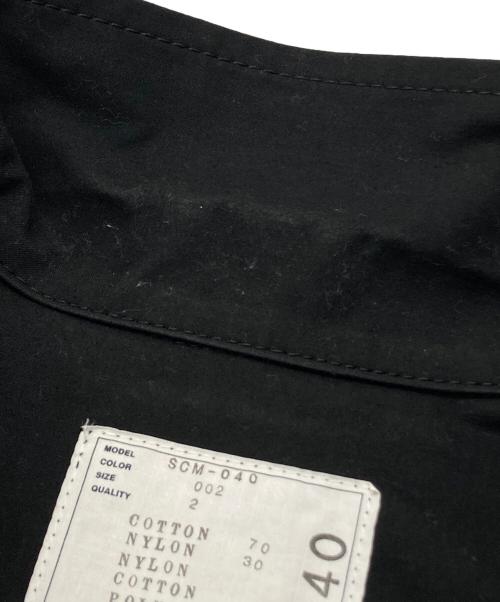 MODEL SCM-040
COLOR 002
SIZE 2
QUALITY
COTTON 70
NYLON 30
NYLON
COTTON
40